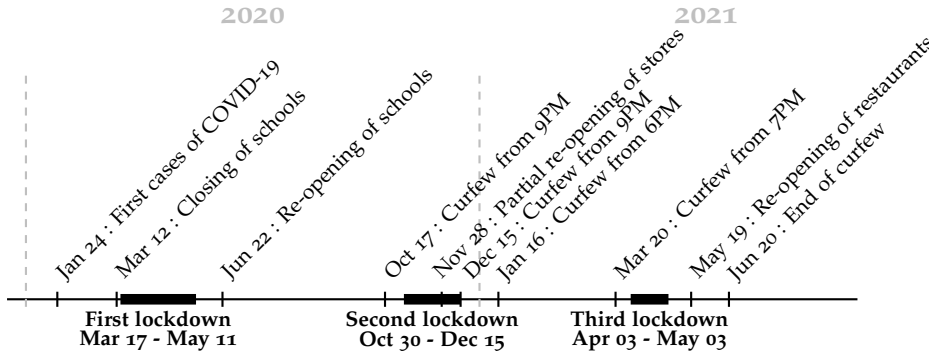 2020
2021
Jan 24 : First cases of COVID-19
Mar 12 : Closing of schools
Jun 22 : Re-opening of schools
Oct 17 : Curfew from 9PM
Nov 28 : Partial re-opening of stores
Dec 15 : Curfew from 9PM
Jan 16 : Curfew from 6PM
Mar 20 : Curfew from 7PM
May 19 : Re-opening of restaurants
Jun 20 : End of curfew
First lockdown
Mar 17 - May 11
Second lockdown
Oct 30 - Dec 15
Third lockdown
Apr 03 - May 03